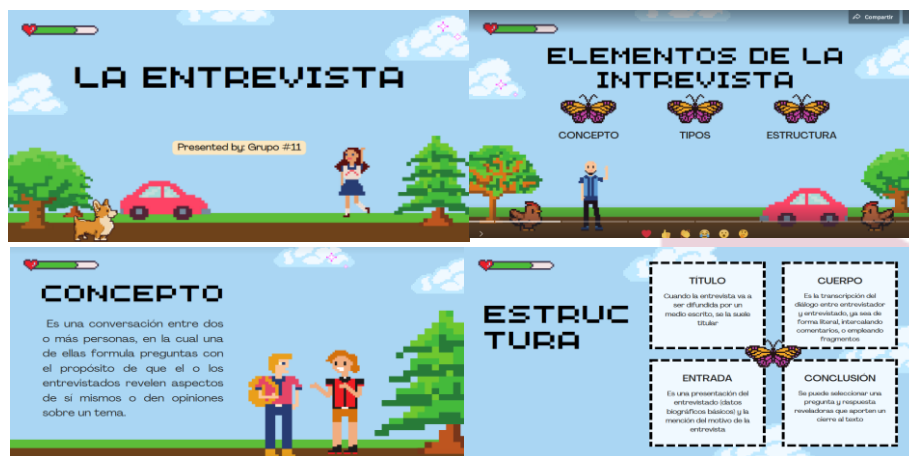 LA ENTREVISTA
Presented by: Grupo #11
Compartir
ELEMENTOS DE LA
INTREVISTA
CONCEPTO
TIPOS
ESTRUCTURA
CONCEPTO
Es una conversación entre dos
o más personas, en la cual una
de ellas formula preguntas con
el propósito de que el o los
entrevistados revelen aspectos
de sí mismos o den opiniones
sobre un tema.
ESTRUC
TURA
TÍTULO
Cuando la entrevista va a
ser difundida por un
medio escrito, se la suele
titular
CUERPO
Es la transcripción del
diálogo entre entrevistador
y entrevistado, ya sea de
forma literal, intercalando
comentarios, o empleando
fragmentos
ENTRADA
Es una presentación del
entrevistado (datos
biográficos básicos) y la
mención del motivo de la
entrevista
CONCLUSIÓN
Se puede seleccionar una
pregunta y respuesta
reveladoras que aporten un
cierre al texto